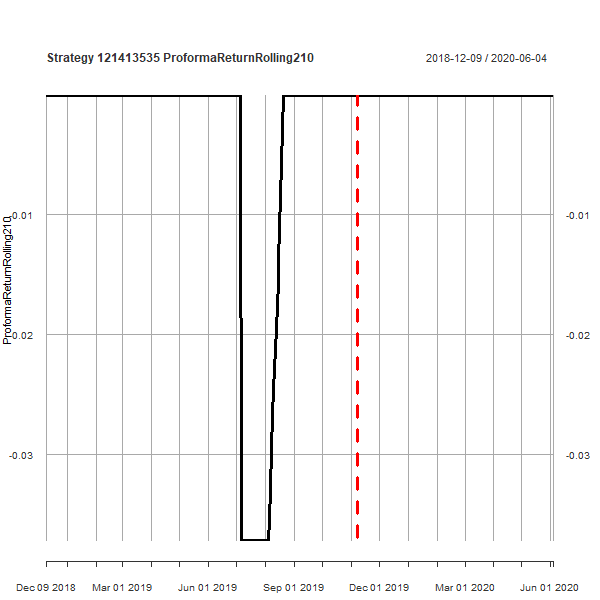 Strategy 121413535 ProformaReturnRolling210
2018-12-09 / 2020-06-04
ProformaReturnRolling210
-0.01
-0.01
-0.02
-0.02
-0.03
-0.03
Dec 09 2018
Mar 01 2019
Jun 01 2019
Sep 01 2019
Dec 01 2019
Mar 01 2020
Jun 01 2020